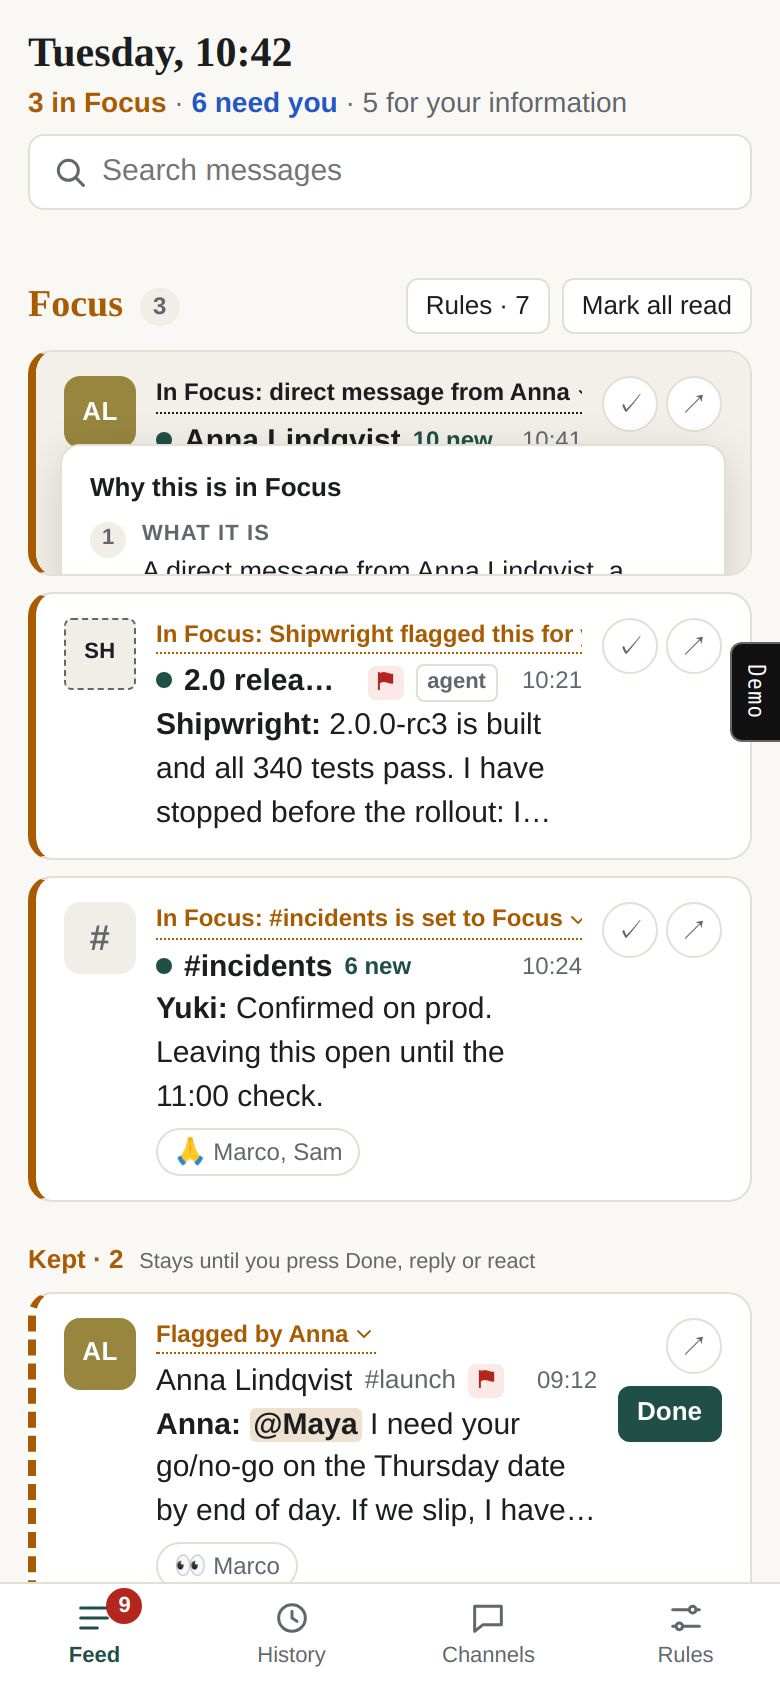 Tuesday, 10:42
3 in Focus · 6 need you · 5 for your information
Search messages
Focus 3 Rules · 7 Mark all read
AL In Focus: direct message from Anna
Anna Lindqvist 10 new 10:41
Why this is in Focus
1 WHAT IT IS
A direct message from Anna Lindqvist, a
SH In Focus: Shipwright flagged this for
2.0 relea… agent 10:21
Shipwright: 2.0.0-rc3 is built
and all 340 tests pass. I have
stopped before the rollout: I…
Demo
# In Focus: #incidents is set to Focus
#incidents 6 new 10:24
Yuki: Confirmed on prod.
Leaving this open until the
11:00 check.
🙏 Marco, Sam
Kept · 2 Stays until you press Done, reply or react
AL Flagged by Anna
Anna Lindqvist #launch 09:12
Anna: @Maya I need your Done
go/no-go on the Thursday date
by end of day. If we slip, I have…
👀 Marco
9
Feed History Channels Rules